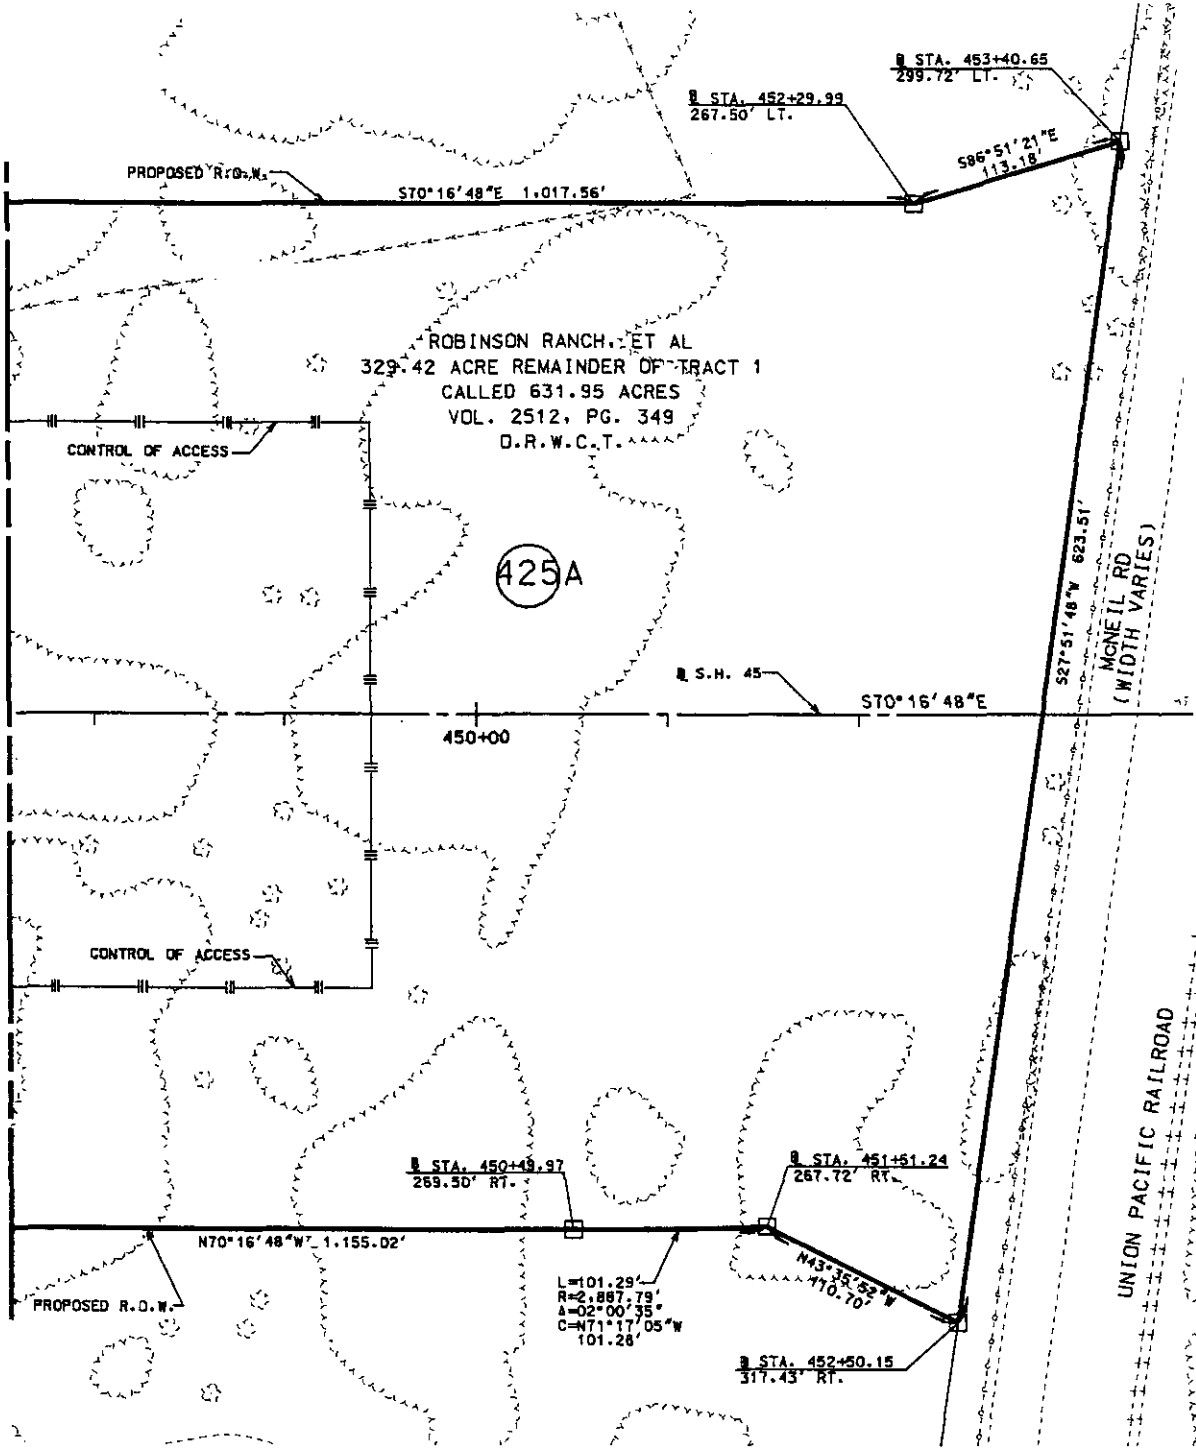 ℄ STA. 453+40.65
299.72' LT.
℄ STA. 452+29.99
267.50' LT.
S86°51'21"E
113.18'
PROPOSED R.O.W.
S70°16'48"E 1,017.56'
ROBINSON RANCH, ET AL
329.42 ACRE REMAINDER OF TRACT 1
CALLED 631.95 ACRES
VOL. 2512, PG. 349
O.R.W.C.T.
CONTROL OF ACCESS
425A
S27°51'48"W 623.51'
McNEIL RD
(WIDTH VARIES)
℄ S.H. 45
S70°16'48"E
450+00
CONTROL OF ACCESS
UNION PACIFIC RAILROAD
℄ STA. 450+49.97
269.50' RT.
℄ STA. 451+51.24
267.72' RT.
N70°16'48"W 1,155.02'
N43°35'52"W
110.70'
PROPOSED R.O.W.
L=101.29'
R=2,887.79'
Δ=02°00'35"
C=N71°17'05"W
101.28'
℄ STA. 452+50.15
317.43' RT.